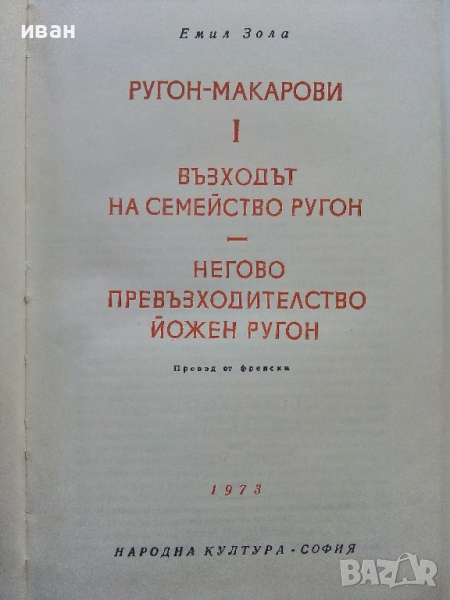 иван
Емил Зола
РУГОН-МАКАРОВИ
I
ВЪЗХОДЪТ
НА СЕМЕЙСТВО РУГОН
—
НЕГОВО
ПРЕВЪЗХОДИТЕЛСТВО
ЙОЖЕН РУГОН
Превод от френски
1973
НАРОДНА КУЛТУРА • СОФИЯ
BAZAR